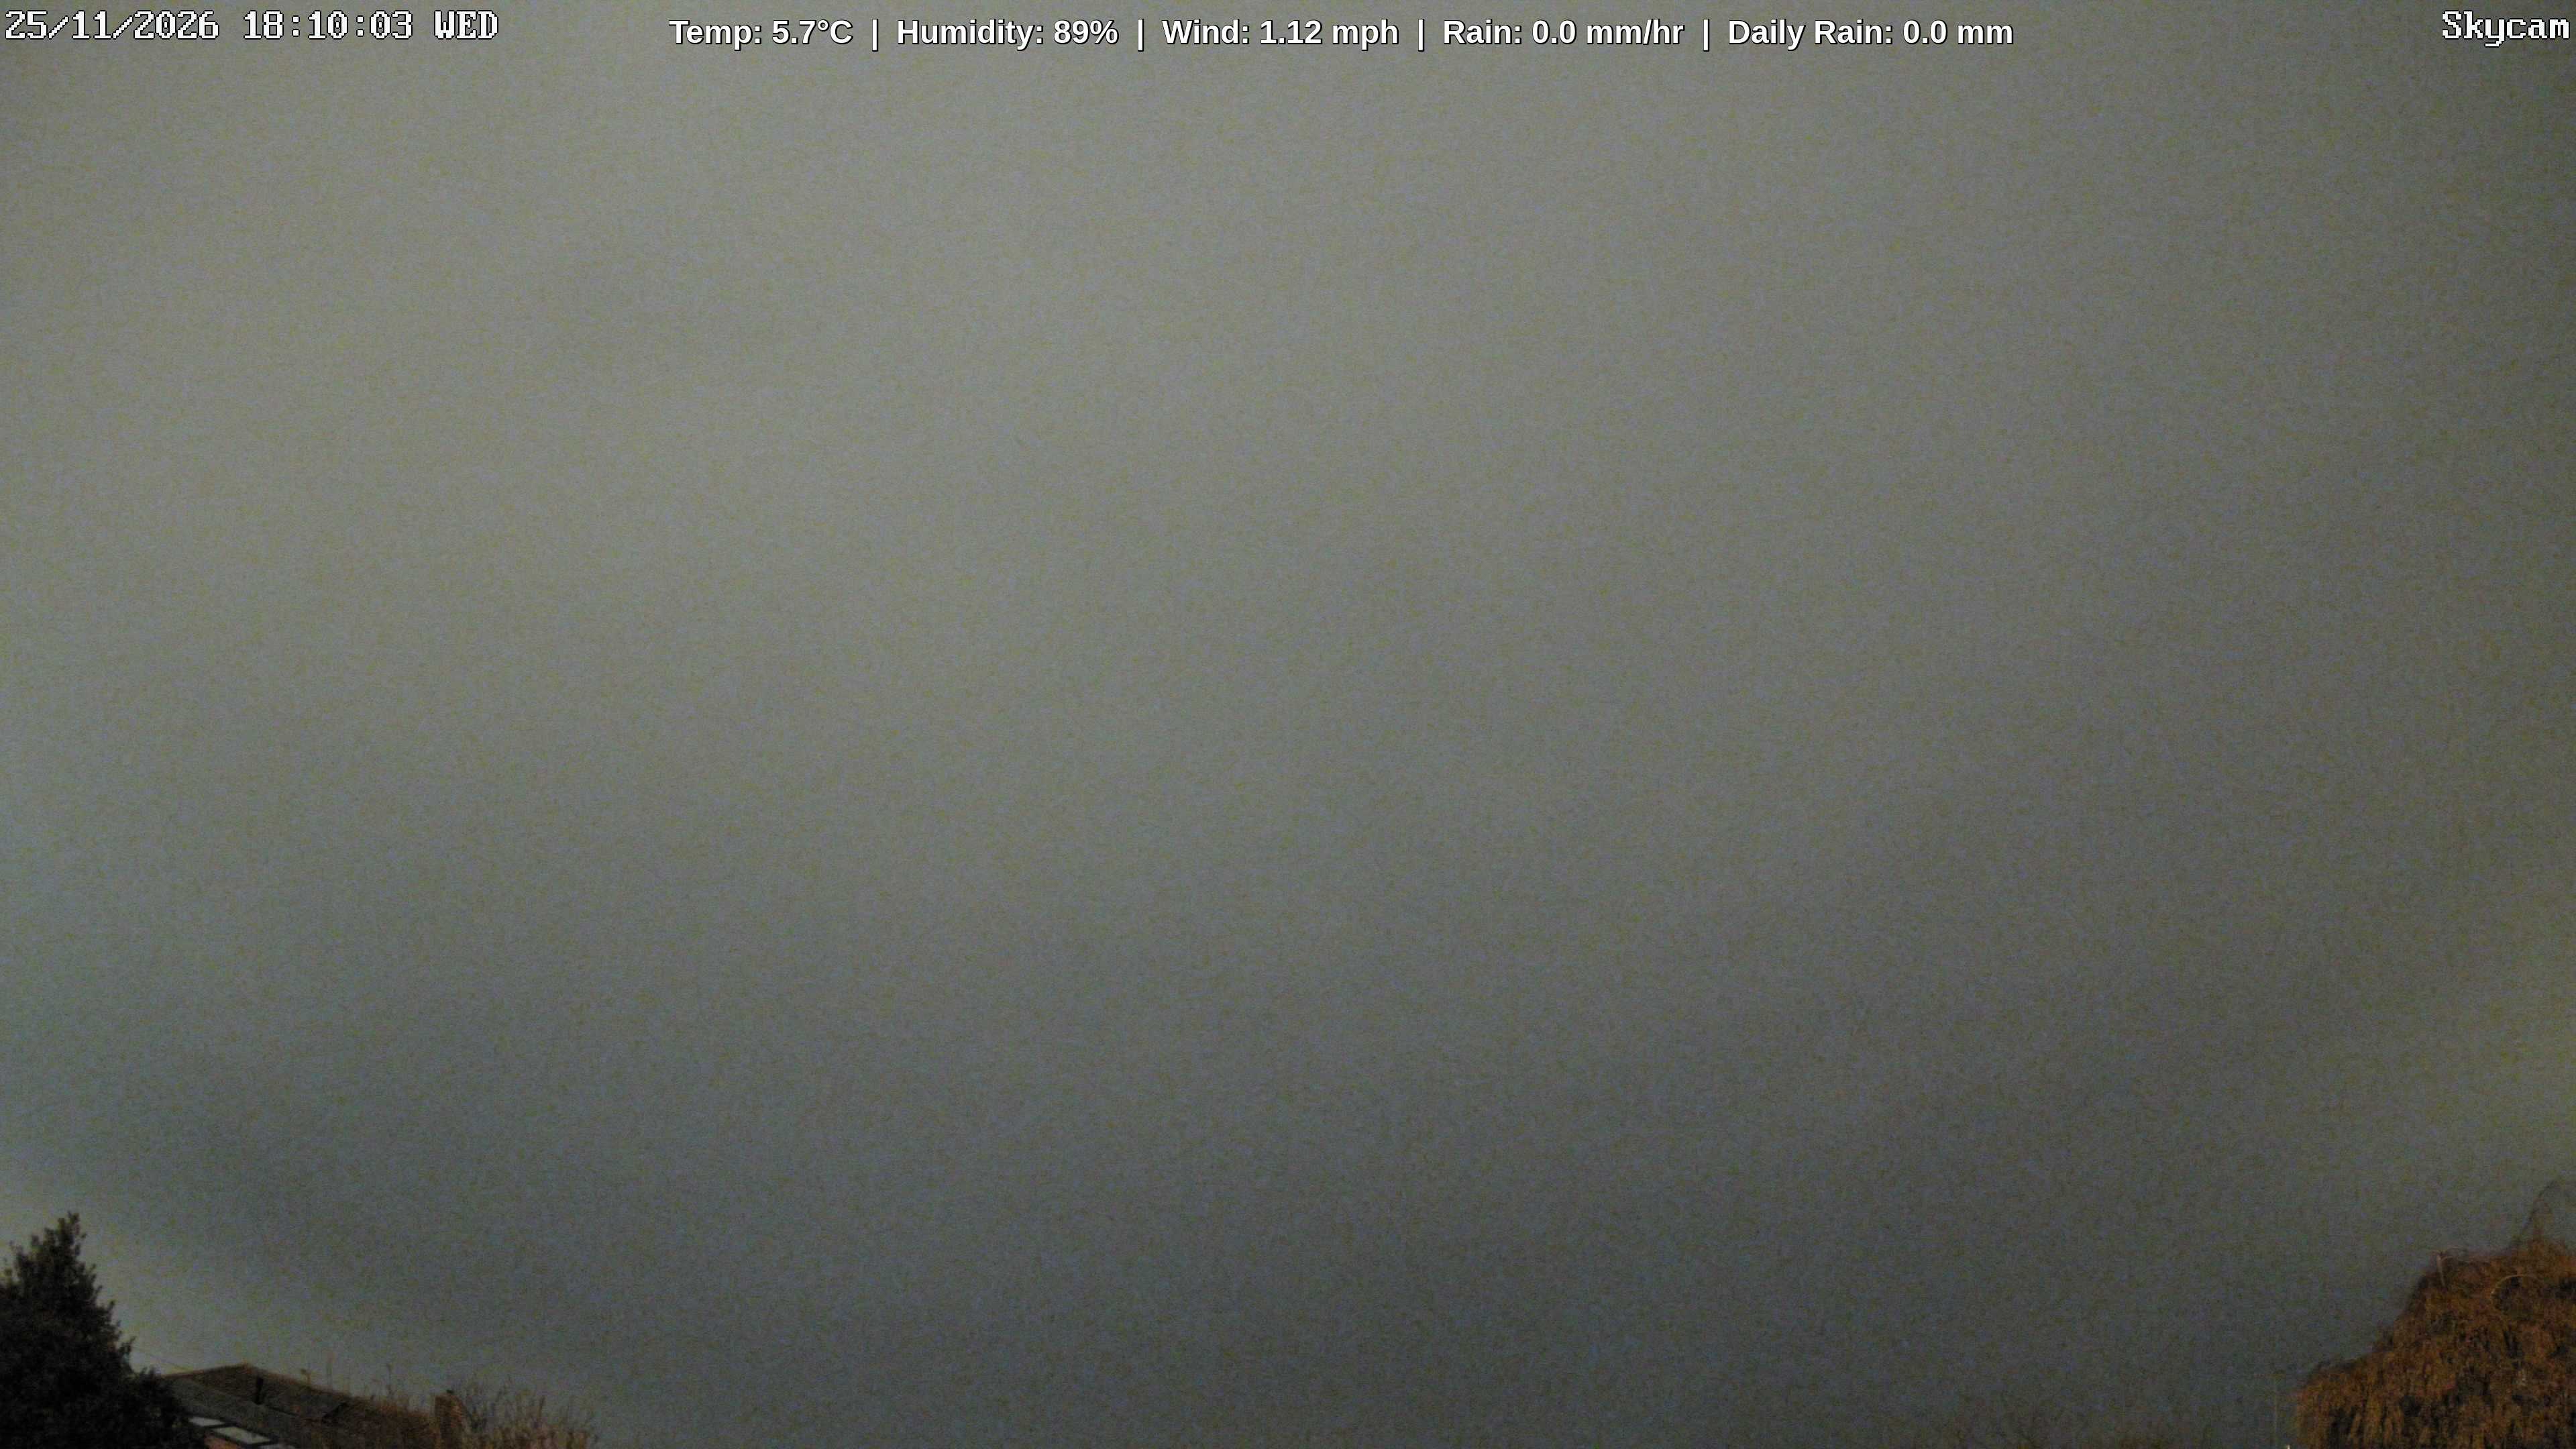 25/11/2026 18:10:03 WED
Temp: 5.7°C | Humidity: 89% | Wind: 1.12 mph | Rain: 0.0 mm/hr | Daily Rain: 0.0 mm
Skycam